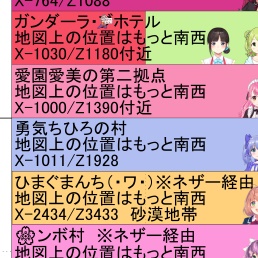 X-764/Z1088
ガンダーラ・ホテル
地図上の位置はもっと南西
X-1030/Z1180付近
愛園愛美の第二拠点
地図上の位置はもっと南西
X-1000/Z1390付近
勇気ちひろの村
地図上の位置はもっと南西
X-1011/Z1928
ひまぐまんち(・ワ・)※ネザー経由
地図上の位置はもっと南西
X-2434/Z3433 砂漠地帯
ンボ村 ※ネザー経由
地図上の位置はもっと南西